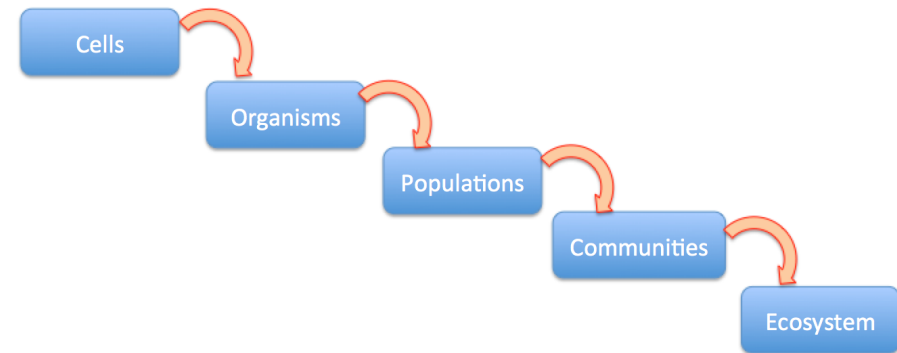 Cells
Organisms
Populations
Communities
Ecosystem